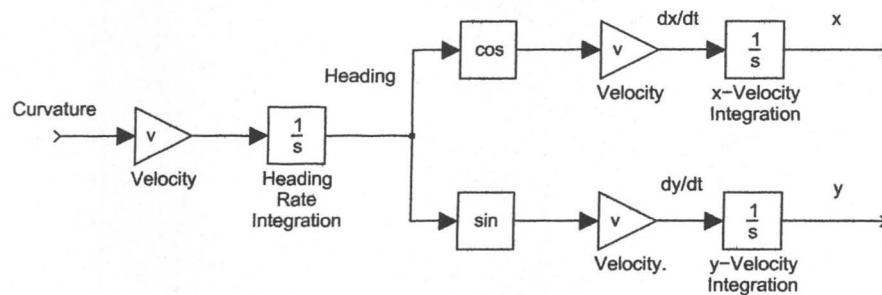 dx/dt
x
cos
v
1
s
Heading
Velocity
x−Velocity
Integration
Curvature
v
1
s
Velocity
Heading
Rate
Integration
dy/dt
y
sin
v
1
s
Velocity.
y−Velocity
Integration